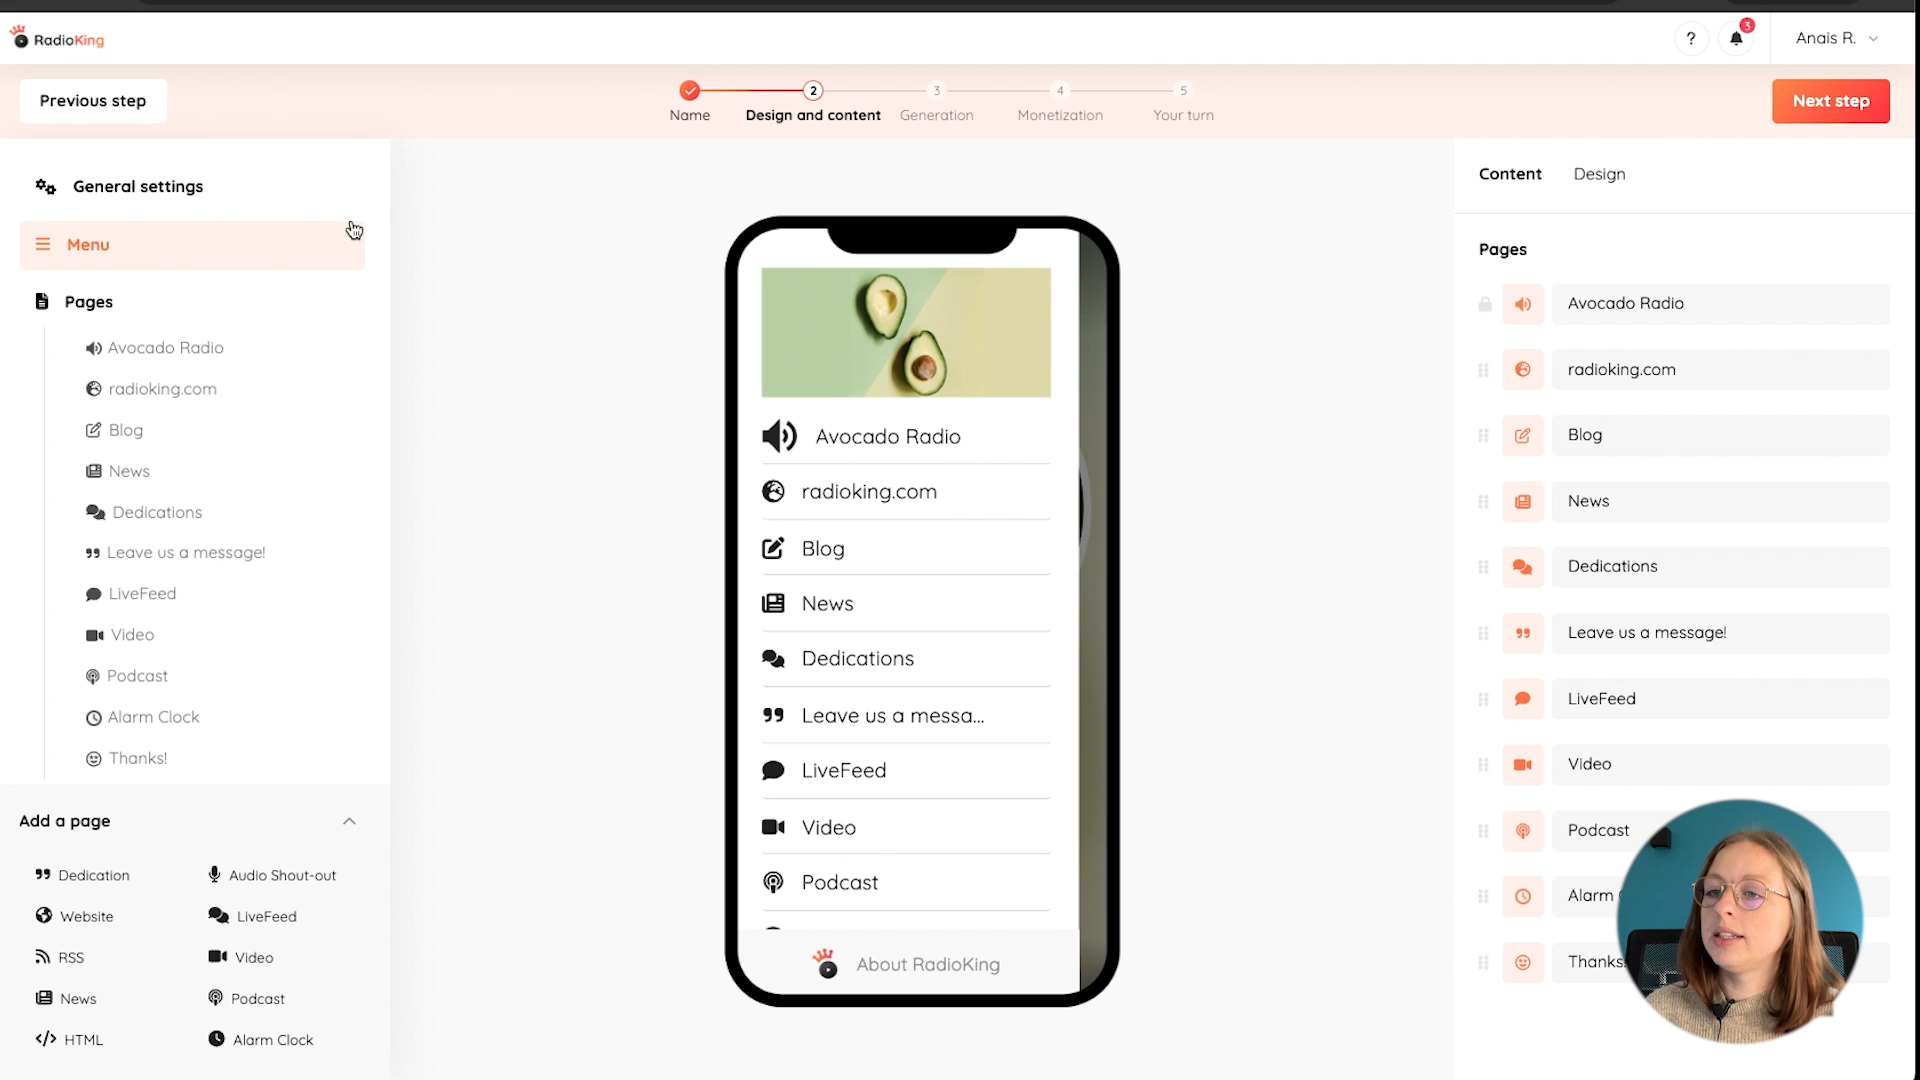 RadioKing
?
3
Anais R.
Previous step
2
3
4
5
Name
Design and content
Generation
Monetization
Your turn
Next step
General settings
Menu
Pages
Avocado Radio
radioking.com
Blog
News
Dedications
Leave us a message!
LiveFeed
Video
Podcast
Alarm Clock
Thanks!
Add a page
Dedication
Audio Shout-out
Website
LiveFeed
RSS
Video
News
Podcast
HTML
Alarm Clock
Avocado Radio
radioking.com
Blog
News
Dedications
Leave us a messa...
LiveFeed
Video
Podcast
About RadioKing
Content
Design
Pages
Avocado Radio
radioking.com
Blog
News
Dedications
Leave us a message!
LiveFeed
Video
Podcast
Alarm
Thanks